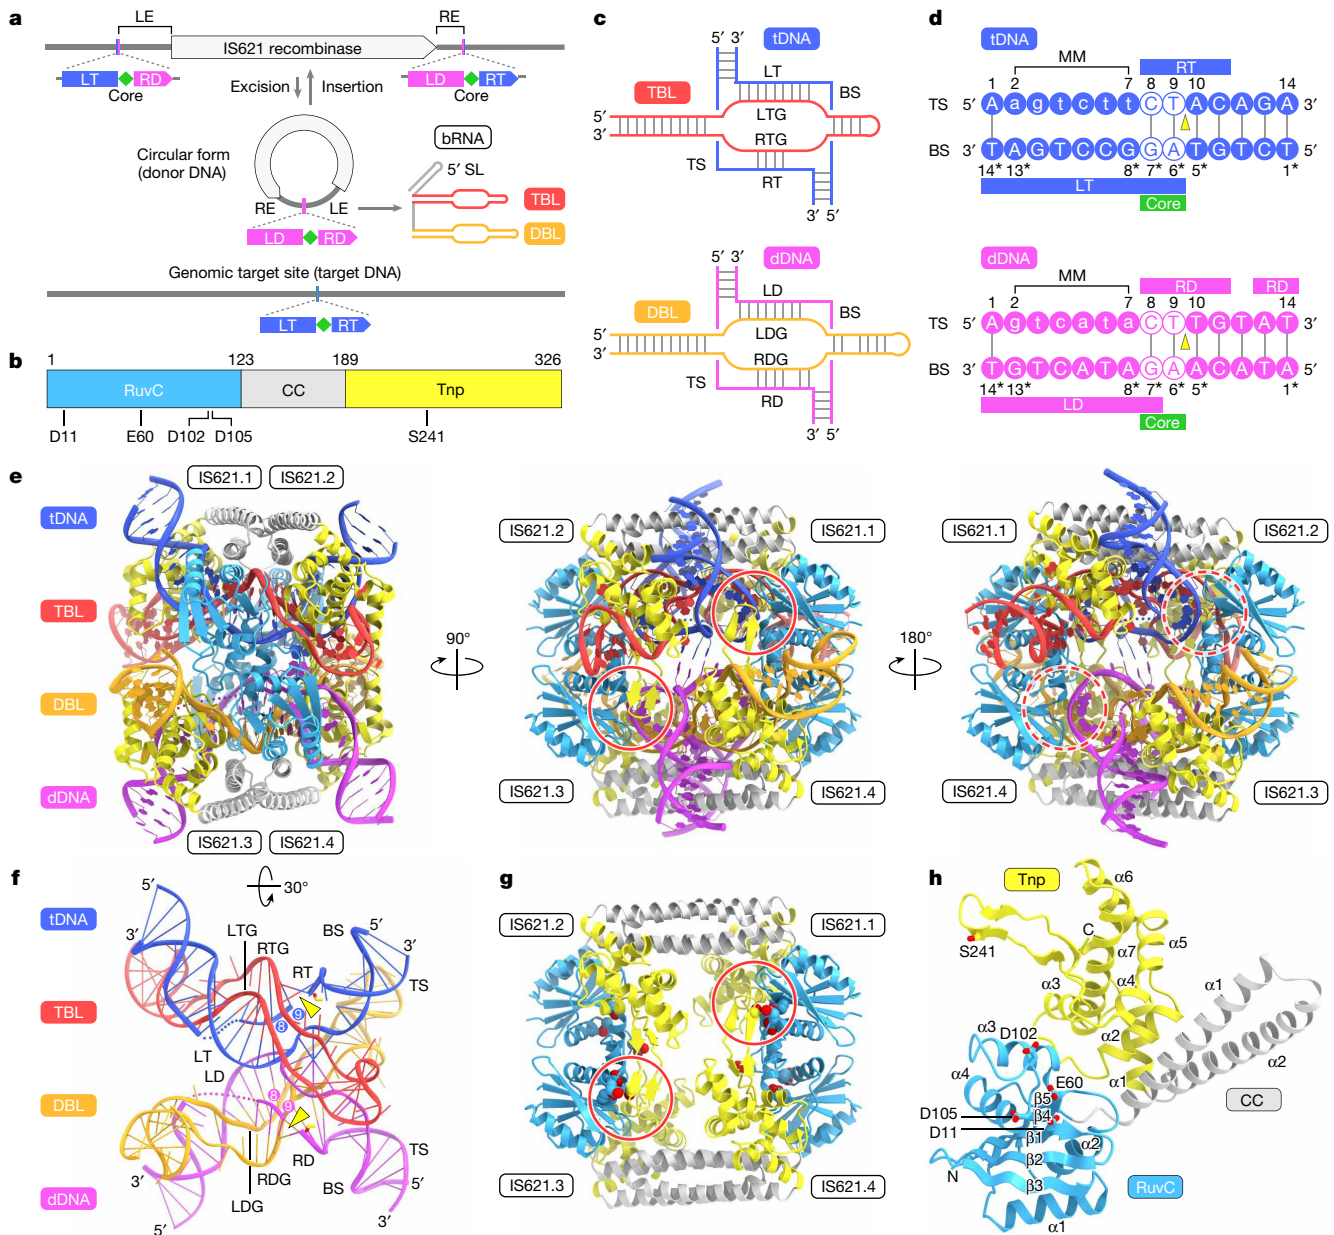 a
LE
RE
IS621 recombinase
LT
RD
Core
LD
RT
Core
Excision
Insertion
Circular form
(donor DNA)
bRNA
5′ SL
TBL
DBL
RE
LE
LD
RD
Genomic target site (target DNA)
LT
RT
b
1
123
189
326
RuvC
CC
Tnp
D11
E60
D102
D105
S241
c
5′ 3′
tDNA
LT
TBL
BS
5′
3′
LTG
RTG
TS
RT
3′ 5′
5′ 3′
dDNA
LD
DBL
BS
5′
3′
LDG
RDG
TS
RD
3′ 5′
d
tDNA
MM
RT
1 2 7 8 9 10 14
TS 5′ A a g t c t t C T A C A G A 3′
BS 3′ T A G T C C G G A T G T C T 5′
14* 13* 8* 7* 6* 5* 1*
LT
Core
dDNA
MM
RD
RD
1 2 7 8 9 10 14
TS 5′ A g t c a t a C T T G T A T 3′
BS 3′ T G T C A T A G A A C A T A 5′
14* 13* 8* 7* 6* 5* 1*
LD
Core
e
IS621.1
IS621.2
tDNA
TBL
DBL
dDNA
IS621.3
IS621.4
90°
IS621.2
IS621.1
IS621.3
IS621.4
180°
IS621.1
IS621.2
IS621.4
IS621.3
f
30°
tDNA
TBL
DBL
dDNA
5′
3′
LTG
RTG
BS
5′
3′
RT
TS
8
9
LT
LD
8
9
RD
TS
BS
5′
3′
RDG
LDG
3′
5′
g
IS621.2
IS621.1
IS621.3
IS621.4
h
Tnp
α6
S241
C
α7
α5
α4
α3
α1
α3
D102
α2
α2
α4
E60
α1
β5
CC
D105
β4
D11
β1
α2
β2
N
β3
RuvC
α1